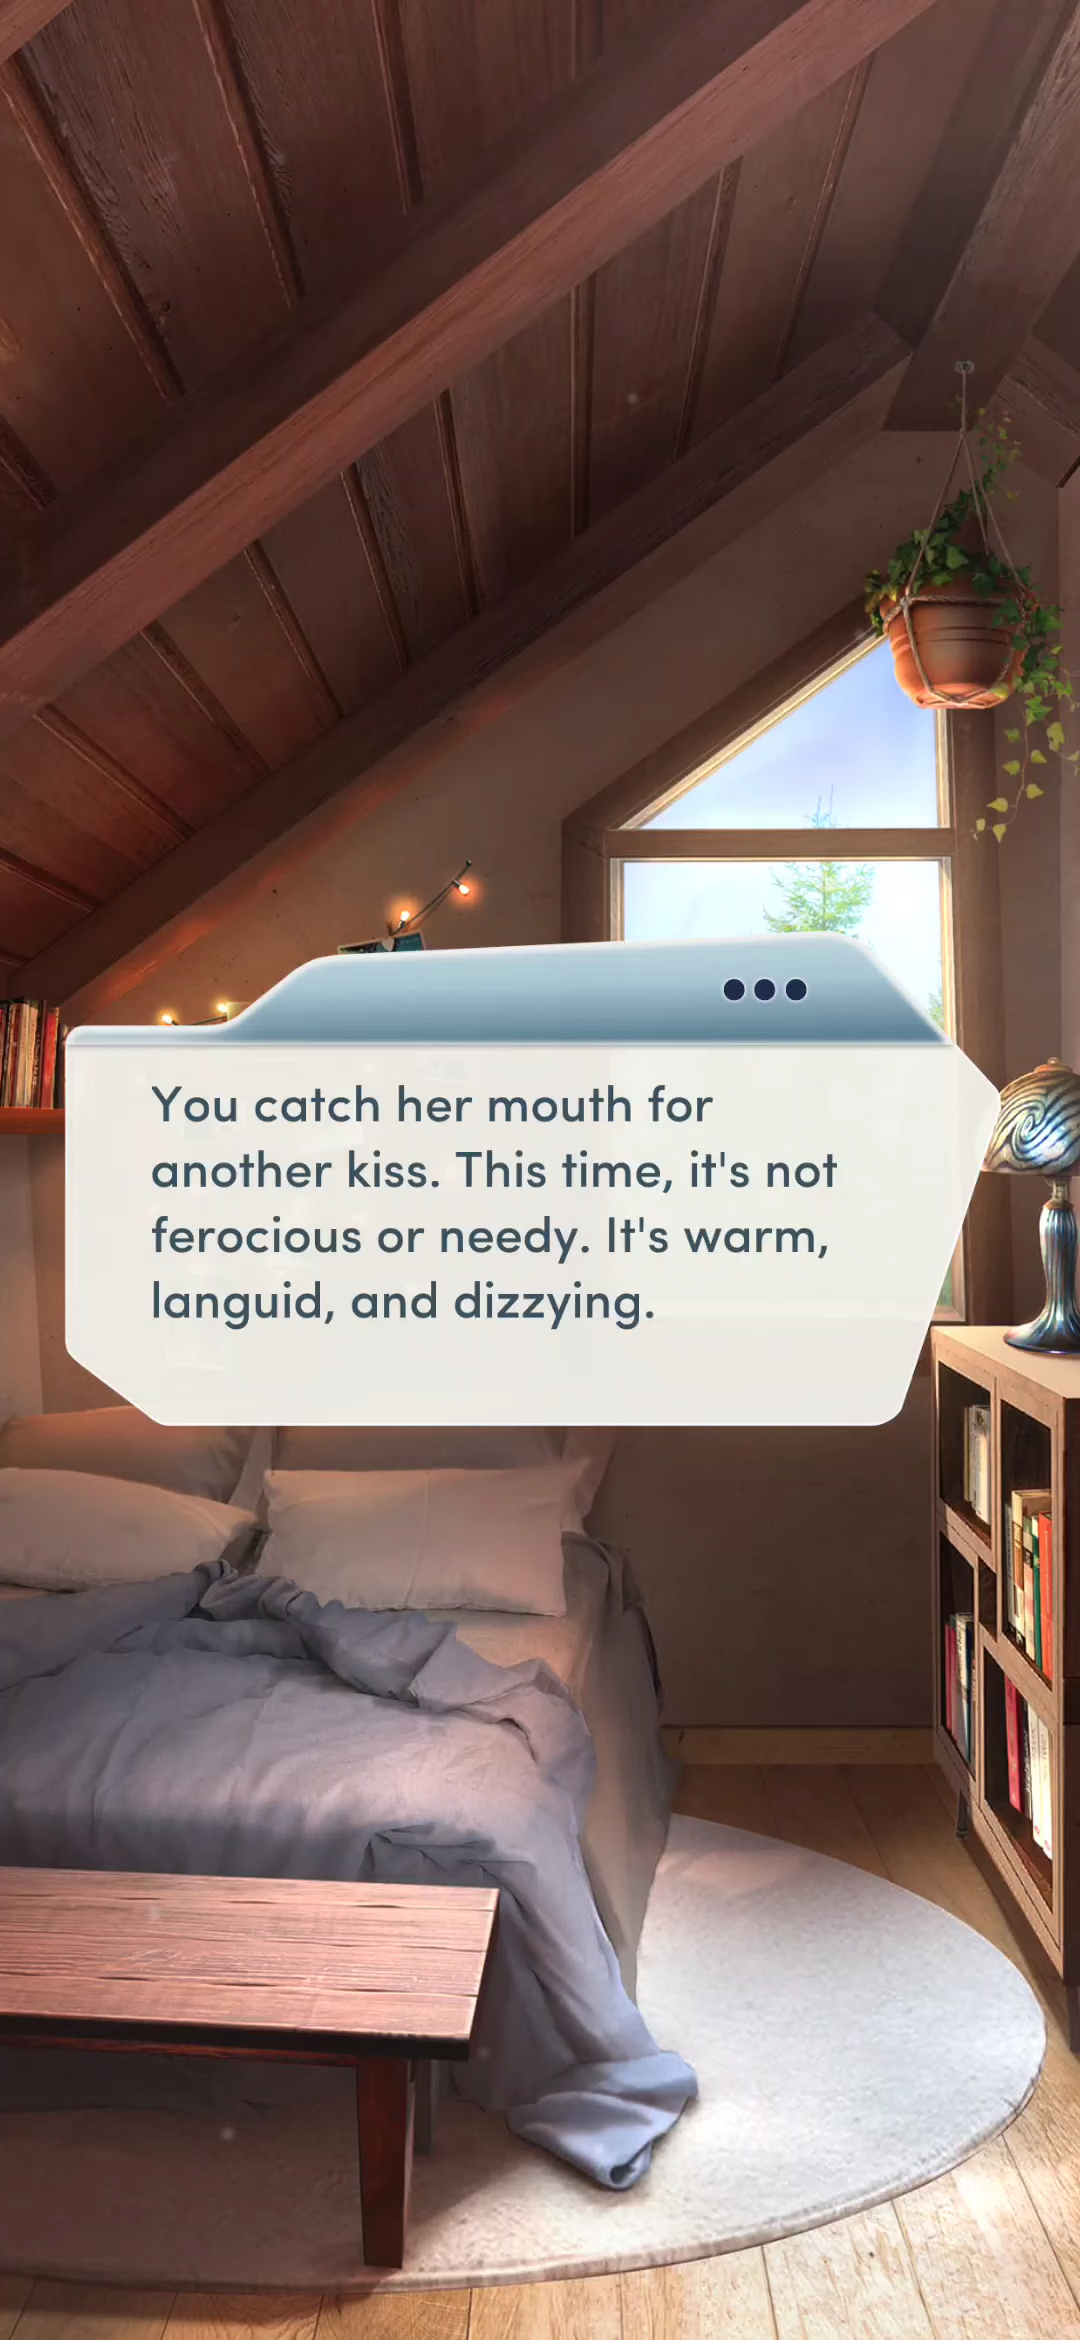 You catch her mouth for
another kiss. This time, it's not
ferocious or needy. It's warm,
languid, and dizzying.